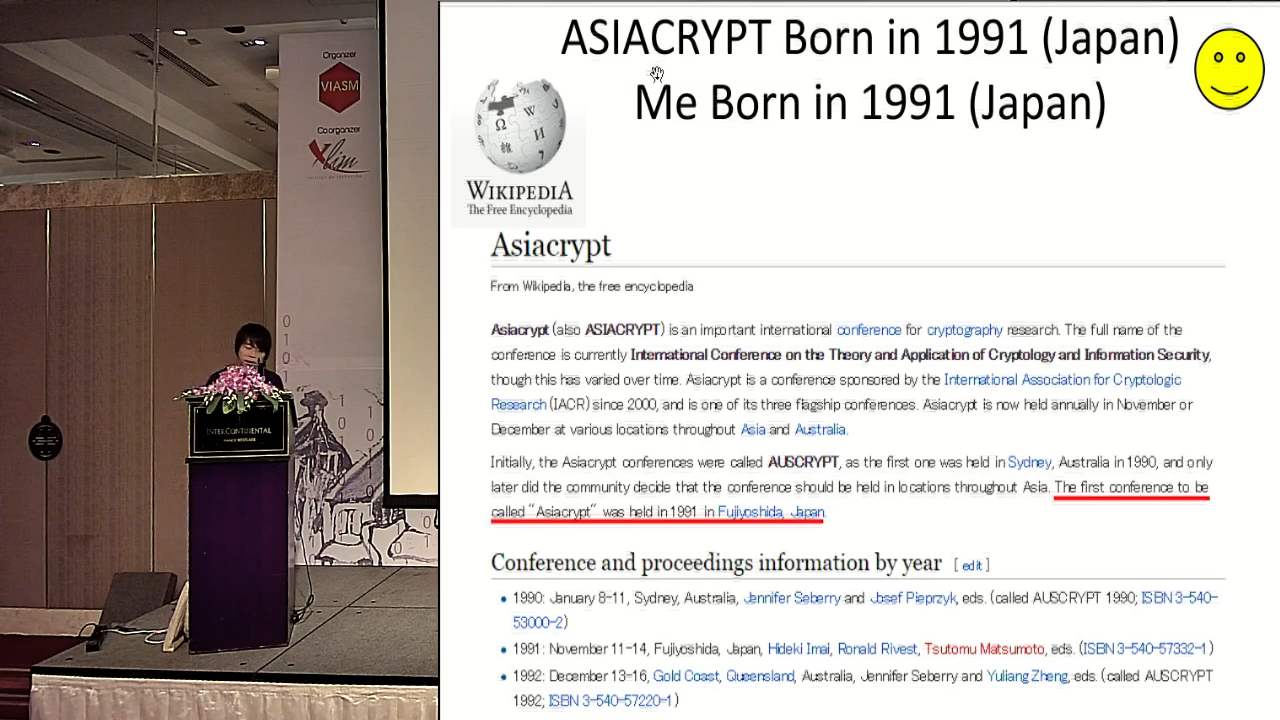 Organizer
VIASM
Co organizer
Xlim
INTERCONTINENTAL
ASIACRYPT Born in 1991 (Japan)
Me Born in 1991 (Japan)
WIKIPEDIA
The Free Encyclopedia
Asiacrypt
From Wikipedia, the free encyclopedia
Asiacrypt (also ASIACRYPT) is an important international conference for cryptography research. The full name of the
conference is currently International Conference on the Theory and Application of Cryptology and Information Security,
though this has varied over time. Asiacrypt is a conference sponsored by the International Association for Cryptologic
Research (IACR) since 2000, and is one of its three flagship conferences. Asiacrypt is now held annually in November or
December at various locations throughout Asia and Australia.
Initially, the Asiacrypt conferences were called AUSCRYPT, as the first one was held in Sydney, Australia in 1990, and only
later did the community decide that the conference should be held in locations throughout Asia. The first conference to be
called "Asiacrypt" was held in 1991 in Fujiyoshida, Japan.
Conference and proceedings information by year [ edit ]
• 1990: January 8-11, Sydney, Australia, Jennifer Seberry and Josef Pieprzyk, eds. (called AUSCRYPT 1990; ISBN 3-540-
53000-2)
• 1991: November 11-14, Fujiyoshida, Japan, Hideki Imai, Ronald Rivest, Tsutomu Matsumoto, eds. (ISBN 3-540-57332-1)
• 1992: December 13-16, Gold Coast, Queensland, Australia, Jennifer Seberry and Yuliang Zheng, eds. (called AUSCRYPT
1992; ISBN 3-540-57220-1)